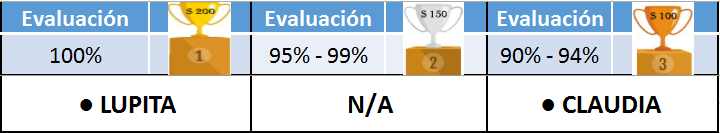 Evaluación $ 200 Evaluación $ 150 Evaluación $ 100
100% 1 95% - 99% 2 90% - 94% 3
● LUPITA N/A ● CLAUDIA